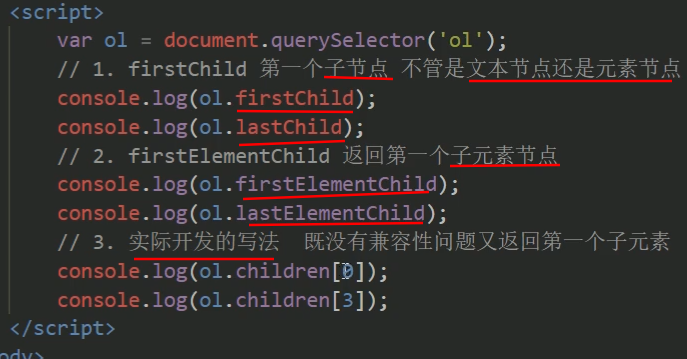 <script>
var ol = document.querySelector('ol');
// 1. firstChild 第一个子节点 不管是文本节点还是元素节点
console.log(ol.firstChild);
console.log(ol.lastChild);
// 2. firstElementChild 返回第一个子元素节点
console.log(ol.firstElementChild);
console.log(ol.lastElementChild);
// 3. 实际开发的写法 既没有兼容性问题又返回第一个子元素
console.log(ol.children[0]);
console.log(ol.children[3]);
</script>